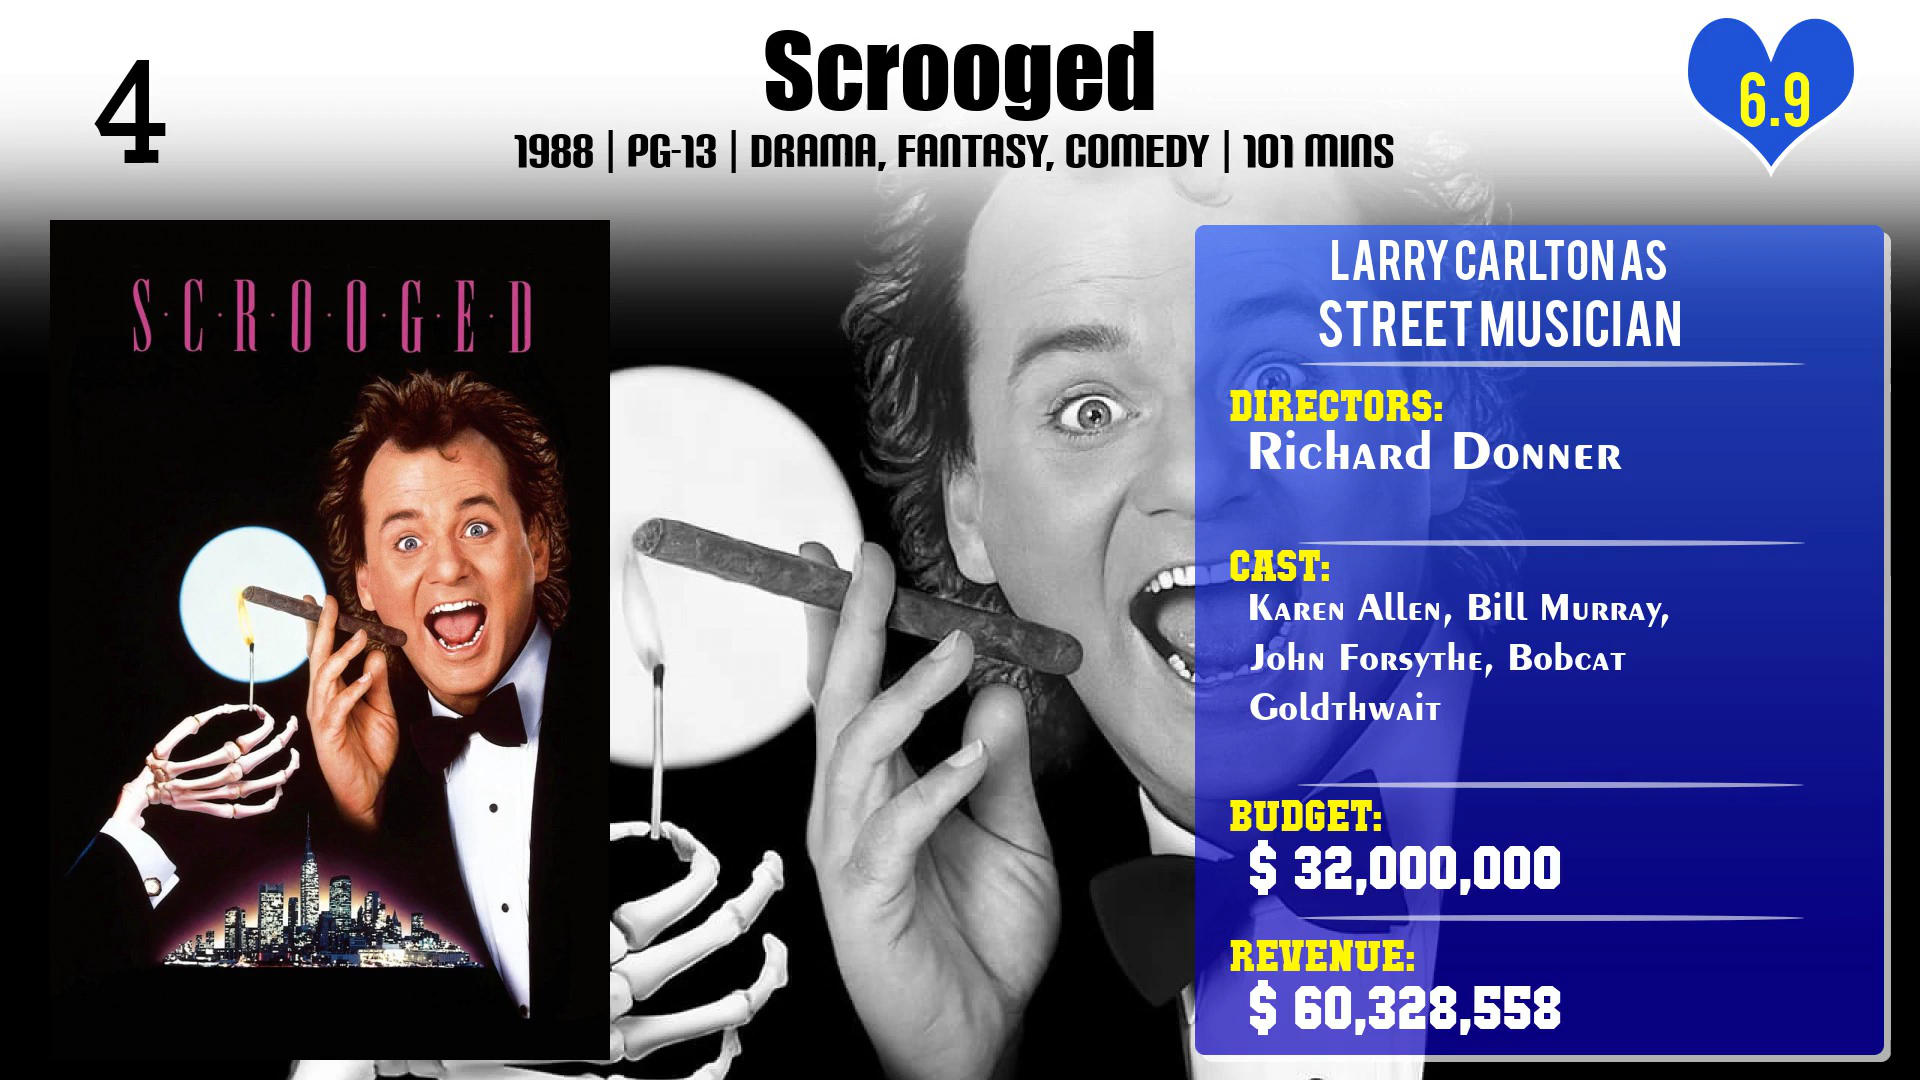 4
Scrooged
6.9
1988 | PG-13 | DRAMA, FANTASY, COMEDY | 101 MINS
S·C·R·O·O·G·E·D
LARRY CARLTON AS
STREET MUSICIAN
DIRECTORS:
Richard Donner
CAST:
Karen Allen, Bill Murray,
John Forsythe, Bobcat
Goldthwait
BUDGET:
$ 32,000,000
REVENUE:
$ 60,328,558